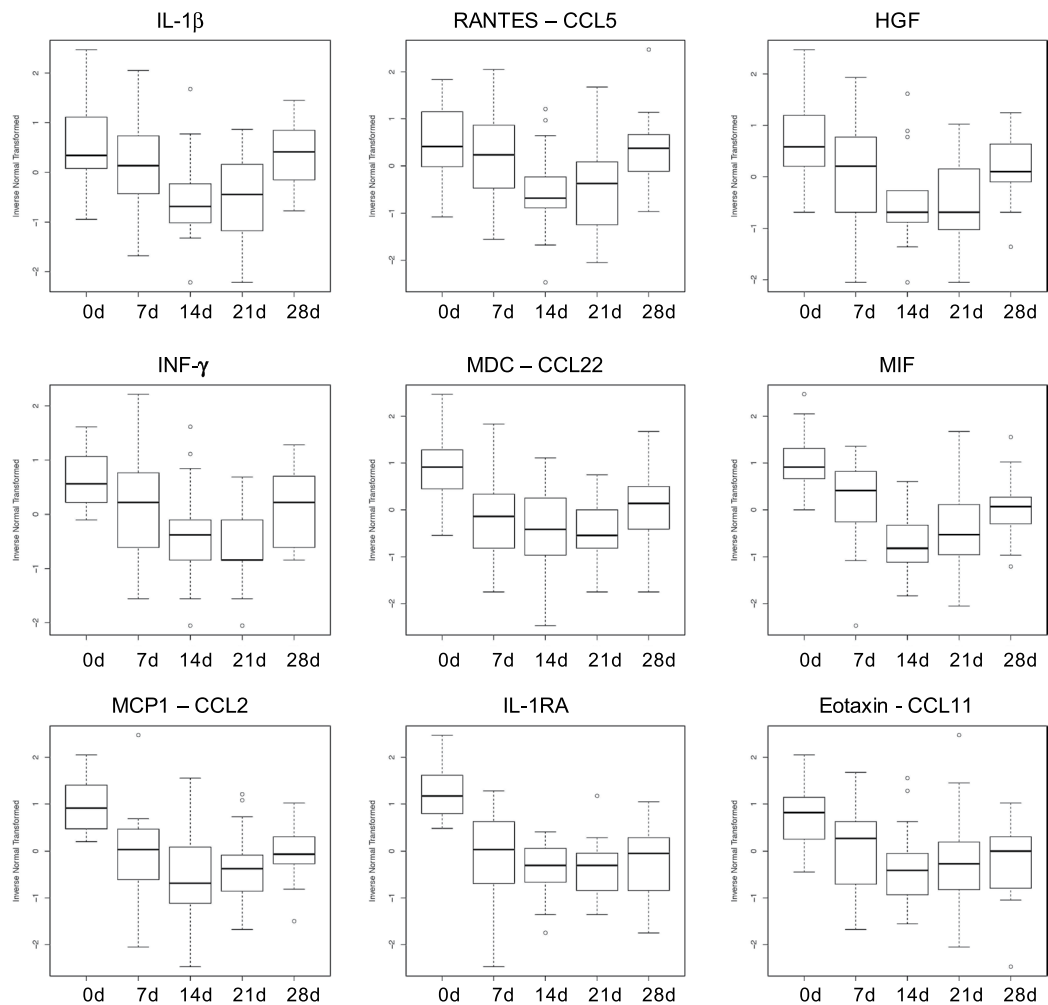 IL-1β
RANTES – CCL5
HGF
Inverse Normal Transformed
2
1
0
-1
-2
0d 7d 14d 21d 28d
Inverse Normal Transformed
2
1
0
-1
-2
0d 7d 14d 21d 28d
Inverse Normal Transformed
2
1
0
-1
-2
0d 7d 14d 21d 28d
INF-γ
MDC – CCL22
MIF
Inverse Normal Transformed
2
1
0
-1
-2
0d 7d 14d 21d 28d
Inverse Normal Transformed
2
1
0
-1
-2
0d 7d 14d 21d 28d
Inverse Normal Transformed
2
1
0
-1
-2
0d 7d 14d 21d 28d
MCP1 – CCL2
IL-1RA
Eotaxin - CCL11
Inverse Normal Transformed
2
1
0
-1
-2
0d 7d 14d 21d 28d
Inverse Normal Transformed
2
1
0
-1
-2
0d 7d 14d 21d 28d
Inverse Normal Transformed
2
1
0
-1
-2
0d 7d 14d 21d 28d